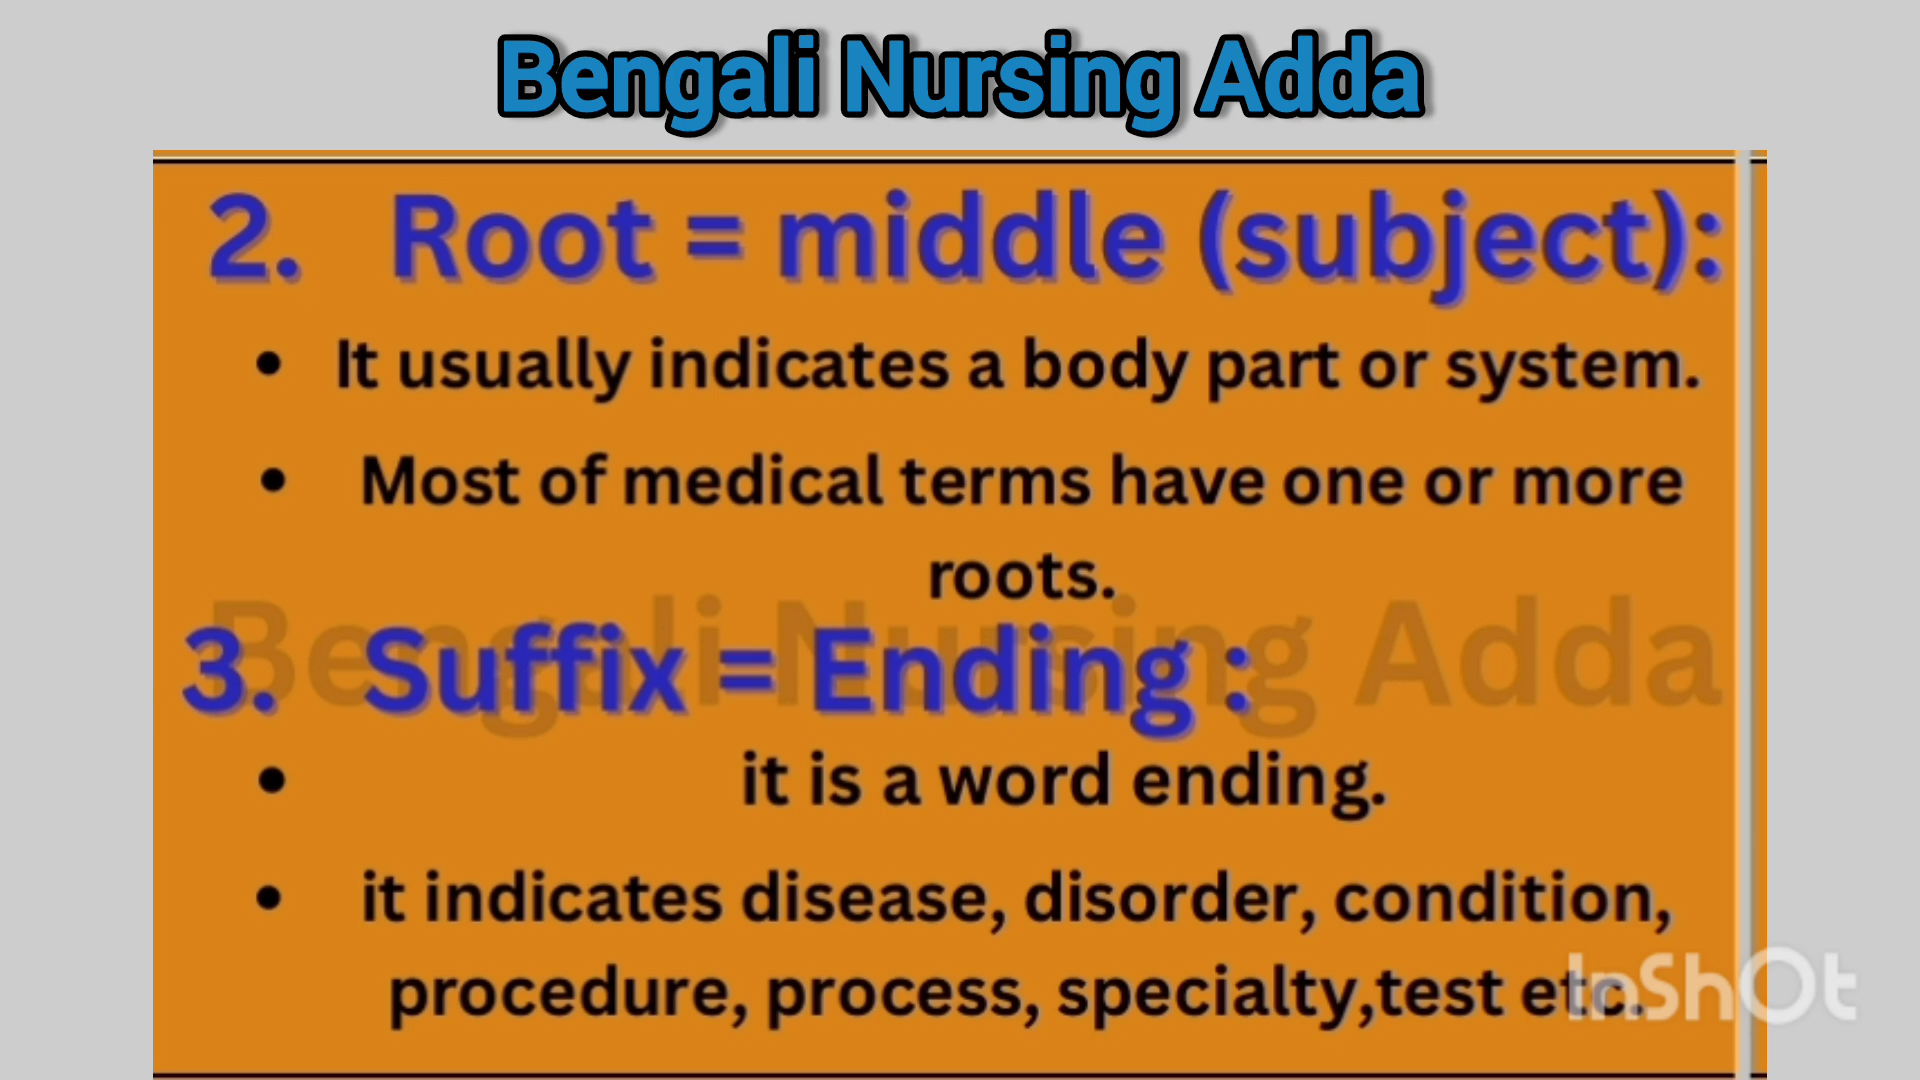 Bengali Nursing Adda
2. Root = middle (subject):
• It usually indicates a body part or system.
• Most of medical terms have one or more
roots.
Bengali Nursing Adda
3. Suffix = Ending :
• it is a word ending.
• it indicates disease, disorder, condition,
procedure, process, specialty,test etc.
InShOt